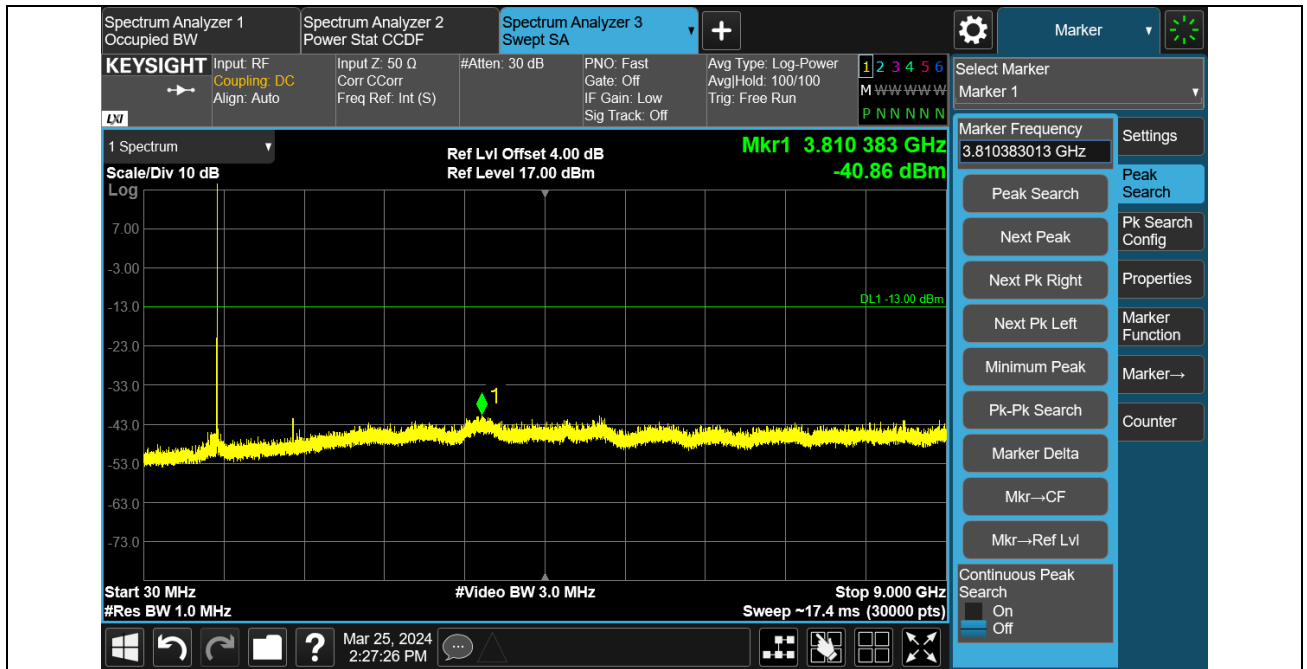 Spectrum Analyzer 1
Occupied BW
Spectrum Analyzer 2
Power Stat CCDF
Spectrum Analyzer 3
Swept SA
Marker
KEYSIGHT
LXI
Input: RF
Coupling: DC
Align: Auto
Input Z: 50 Ω
Corr CCorr
Freq Ref: Int (S)
#Atten: 30 dB
PNO: Fast
Gate: Off
IF Gain: Low
Sig Track: Off
Avg Type: Log-Power
Avg|Hold: 100/100
Trig: Free Run
1 2 3 4 5 6
M W W W W W
P N N N N N
Select Marker
Marker 1
1 Spectrum
Scale/Div 10 dB
Log
Ref Lvl Offset 4.00 dB
Ref Level 17.00 dBm
Mkr1 3.810 383 GHz
-40.86 dBm
7.00
-3.00
-13.0
-23.0
-33.0
-43.0
-53.0
-63.0
-73.0
DL1 -13.00 dBm
1
Start 30 MHz
#Res BW 1.0 MHz
#Video BW 3.0 MHz
Stop 9.000 GHz
Sweep ~17.4 ms (30000 pts)
Marker Frequency
3.810383013 GHz
Peak Search
Next Peak
Next Pk Right
Next Pk Left
Minimum Peak
Pk-Pk Search
Marker Delta
Mkr→CF
Mkr→Ref Lvl
Continuous Peak
Search
On
Off
Settings
Peak
Search
Pk Search
Config
Properties
Marker
Function
Marker→
Counter
?
Mar 25, 2024
2:27:26 PM